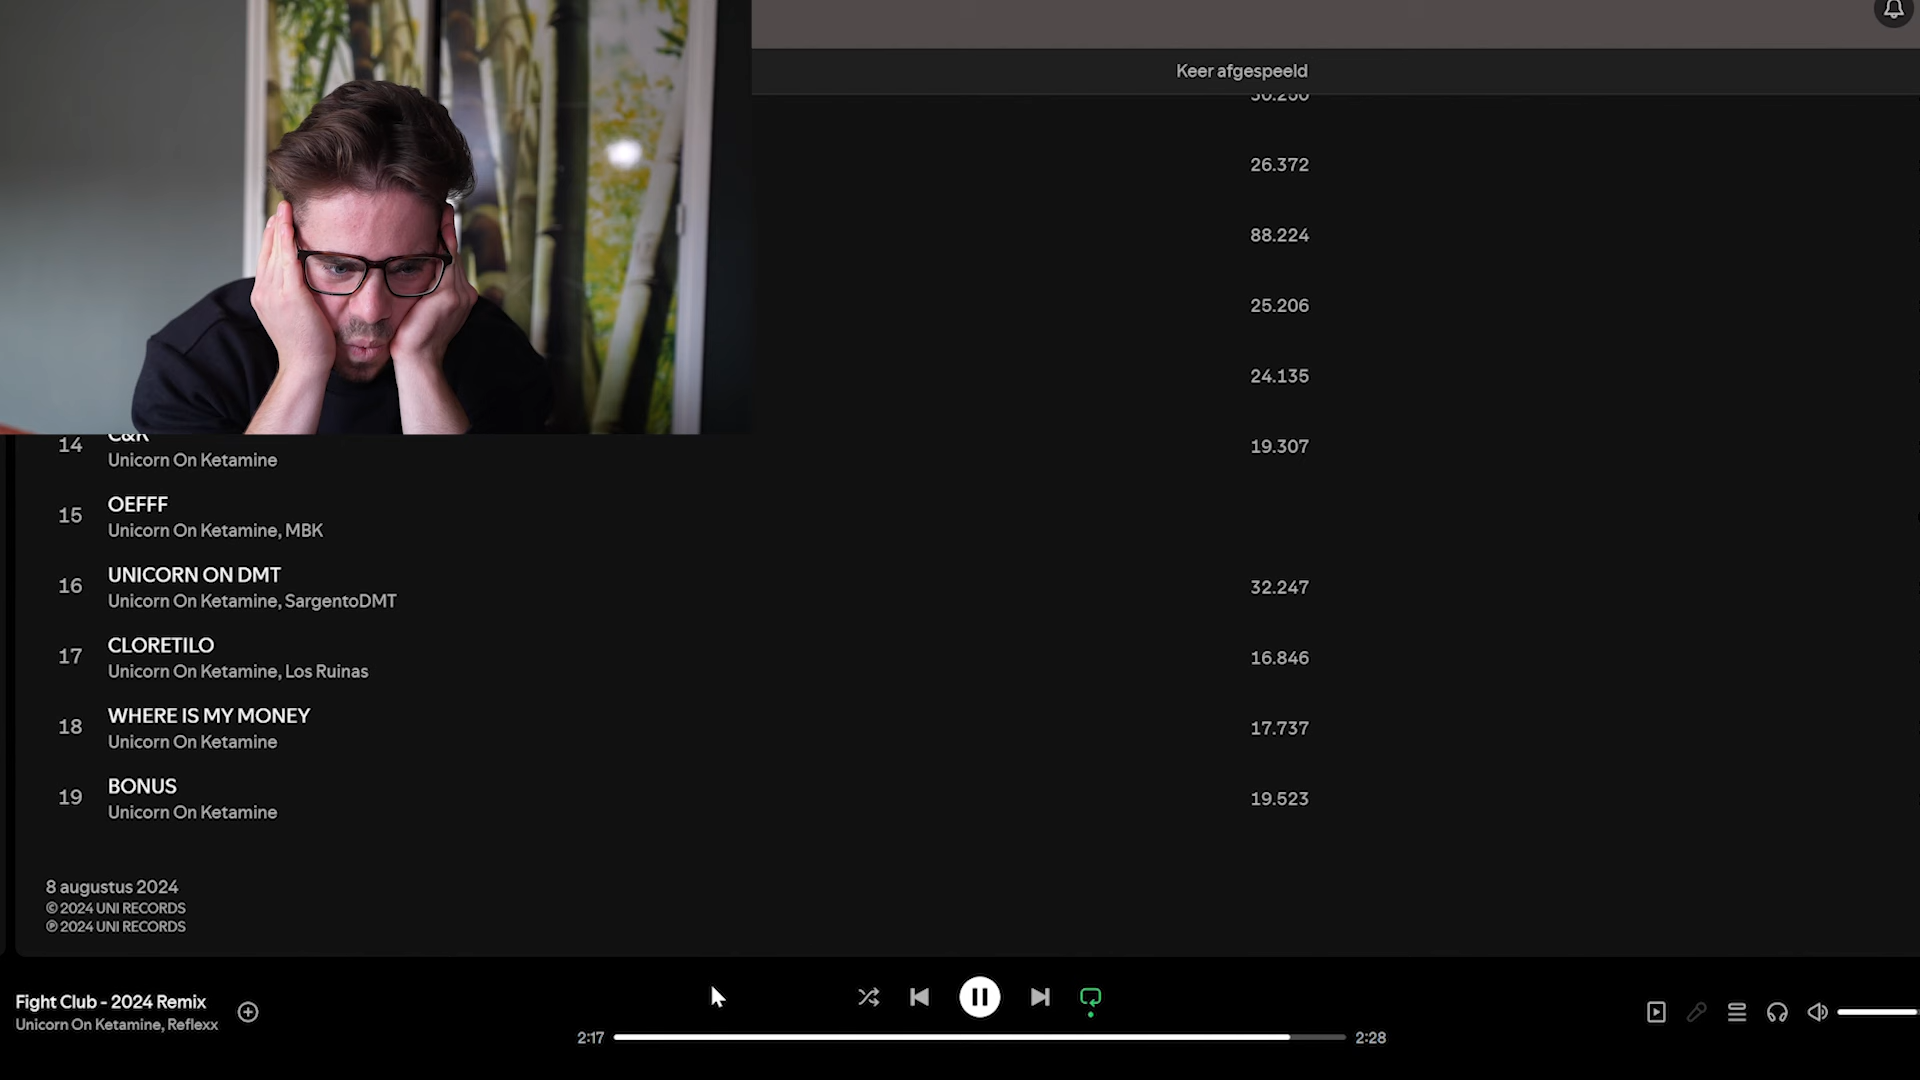 Keer afgespeeld
30.250
26.372
88.224
25.206
24.135
14
C&K
Unicorn On Ketamine
19.307
15
OEFFF
Unicorn On Ketamine, MBK
16
UNICORN ON DMT
Unicorn On Ketamine, SargentoDMT
32.247
17
CLORETILO
Unicorn On Ketamine, Los Ruinas
16.846
18
WHERE IS MY MONEY
Unicorn On Ketamine
17.737
19
BONUS
Unicorn On Ketamine
19.523
8 augustus 2024
© 2024 UNI RECORDS
℗ 2024 UNI RECORDS
Fight Club - 2024 Remix
Unicorn On Ketamine, Reflexx
2:17
2:28